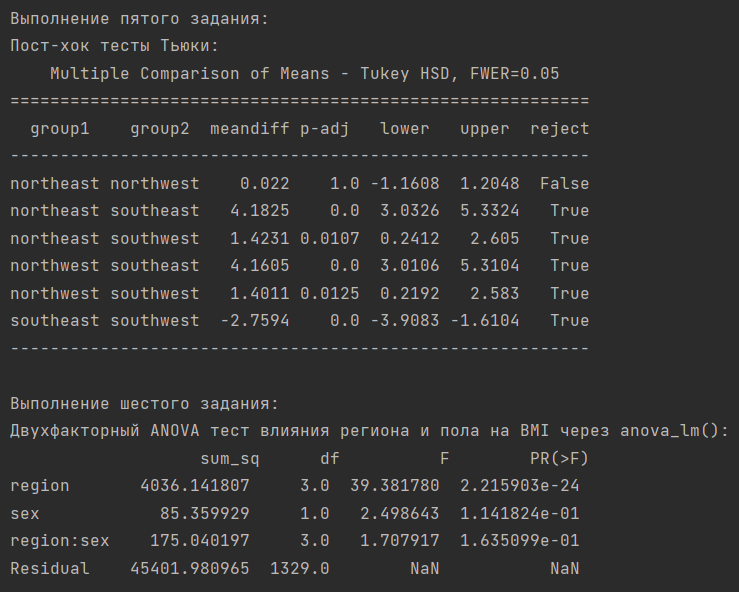 Выполнение пятого задания:
Пост-хок тесты Тьюки:
    Multiple Comparison of Means - Tukey HSD, FWER=0.05
==========================================================
  group1    group2  meandiff p-adj   lower   upper  reject
----------------------------------------------------------
northeast northwest    0.022    1.0 -1.1608  1.2048  False
northeast southeast   4.1825    0.0  3.0326  5.3324   True
northeast southwest   1.4231 0.0107  0.2412   2.605   True
northwest southeast   4.1605    0.0  3.0106  5.3104   True
northwest southwest   1.4011 0.0125  0.2192   2.583   True
southeast southwest  -2.7594    0.0 -3.9083 -1.6104   True
----------------------------------------------------------
Выполнение шестого задания:
Двухфакторный ANOVA тест влияния региона и пола на BMI через anova_lm():
                   sum_sq      df          F        PR(>F)
region       4036.141807     3.0  39.381780  2.215903e-24
sex            85.359929     1.0   2.498643  1.141824e-01
region:sex    175.040197     3.0   1.707917  1.635099e-01
Residual    45401.980965  1329.0        NaN           NaN